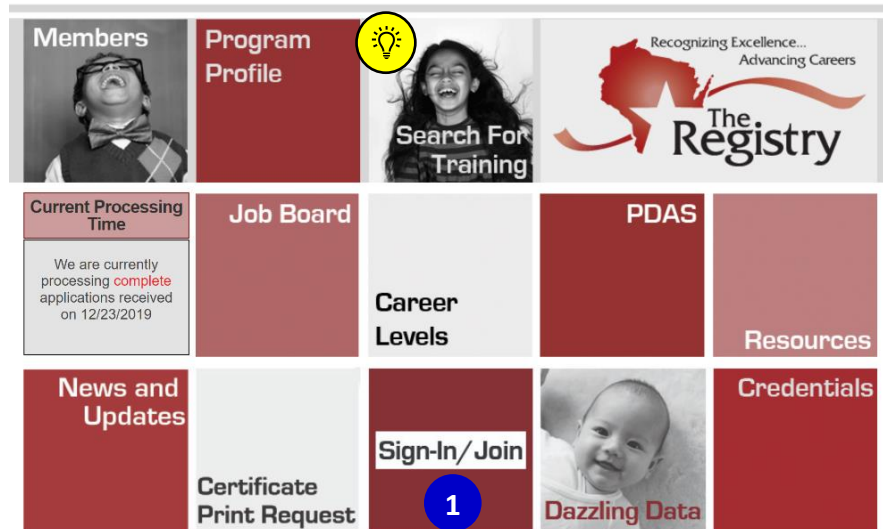 Members
Program
Profile
Search For
Training
Recognizing Excellence...
Advancing Careers
The
Registry
Current Processing
Time
We are currently
processing complete
applications received
on 12/23/2019
Job Board
Career
Levels
PDAS
Resources
News and
Updates
Certificate
Print Request
Sign-In/Join
1
Dazzling Data
Credentials